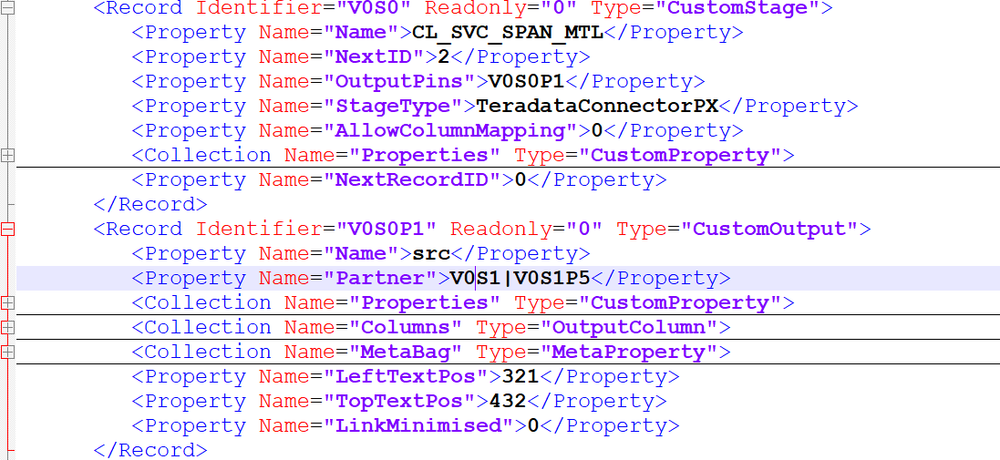 <Record Identifier="V0S0" Readonly="0" Type="CustomStage">
<Property Name="Name">CL_SVC_SPAN_MTL</Property>
<Property Name="NextID">2</Property>
<Property Name="OutputPins">V0S0P1</Property>
<Property Name="StageType">TeradataConnectorPX</Property>
<Property Name="AllowColumnMapping">0</Property>
<Collection Name="Properties" Type="CustomProperty">
<Property Name="NextRecordID">0</Property>
</Record>
<Record Identifier="V0S0P1" Readonly="0" Type="CustomOutput">
<Property Name="Name">src</Property>
<Property Name="Partner">V0S1|V0S1P5</Property>
<Collection Name="Properties" Type="CustomProperty">
<Collection Name="Columns" Type="OutputColumn">
<Collection Name="MetaBag" Type="MetaProperty">
<Property Name="LeftTextPos">321</Property>
<Property Name="TopTextPos">432</Property>
<Property Name="LinkMinimised">0</Property>
</Record>